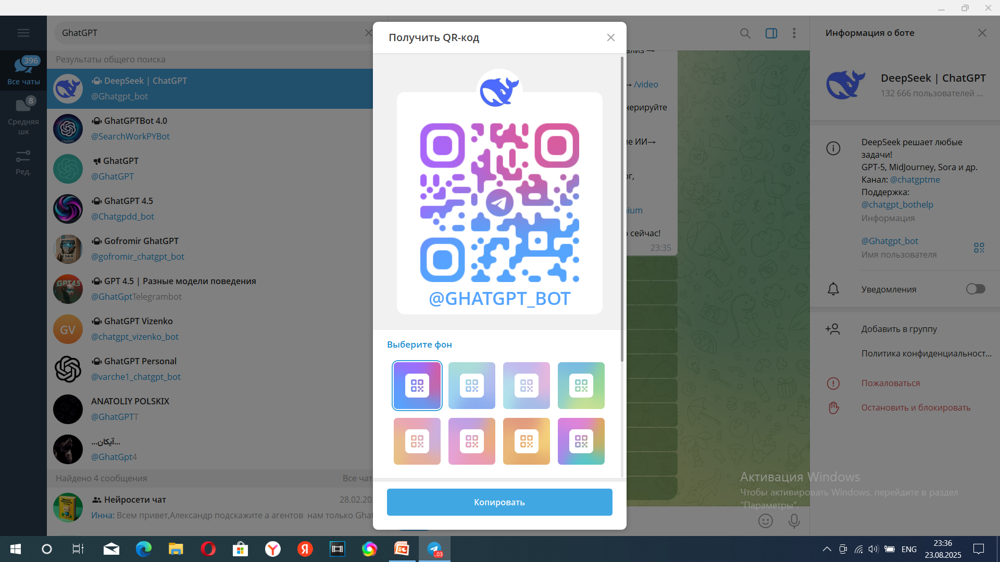 GhatGPT
Результаты общего поиска
396
Все чаты
8
Средняя
шк
Ред.
DeepSeek | ChatGPT
@Ghatgpt_bot
GhatGPTBot 4.0
@SearchWorkPYBot
GhatGPT
@GhatGPT
GhatGPT 4.5
@Chatgpdd_bot
Gofromir GhatGPT
@gofromir_chatgpt_bot
GPT 4.5 | Разные модели поведения
@GhatGptTelegrambot
GV
GhatGPT Vizenko
@chatgpt_vizenko_bot
GhatGPT Personal
@varche1_chatgpt_bot
ANATOLIY POLSKIX
@GhatGPTT
...آیکان...
@GhatGpt4
Найдено 4 сообщения
Все чат
Нейросети чат
28.02.20
Инна: Всем привет,Александр подскажите а агентов нам только Ghat
Получить QR-код
@GHATGPT_BOT
Выберите фон
Копировать
→ /video
нерируйте
ие ИИ→
сейчас!
23:35
Информация о боте
DeepSeek | ChatGPT
132 666 пользователей ...
DeepSeek решает любые
задачи!
GPT-5, MidJourney, Sora и др.
Канал: @chatgptme
Поддержка:
@chatgpt_bothelp
Информация
@Ghatgpt_bot
Имя пользователя
Уведомления
Добавить в группу
Политика конфиденциальност...
Пожаловаться
Остановить и блокировать
Активация Windows
Чтобы активировать Windows, перейдите в раздел
"Параметры".
..03
ENG
23:36
23.08.2025